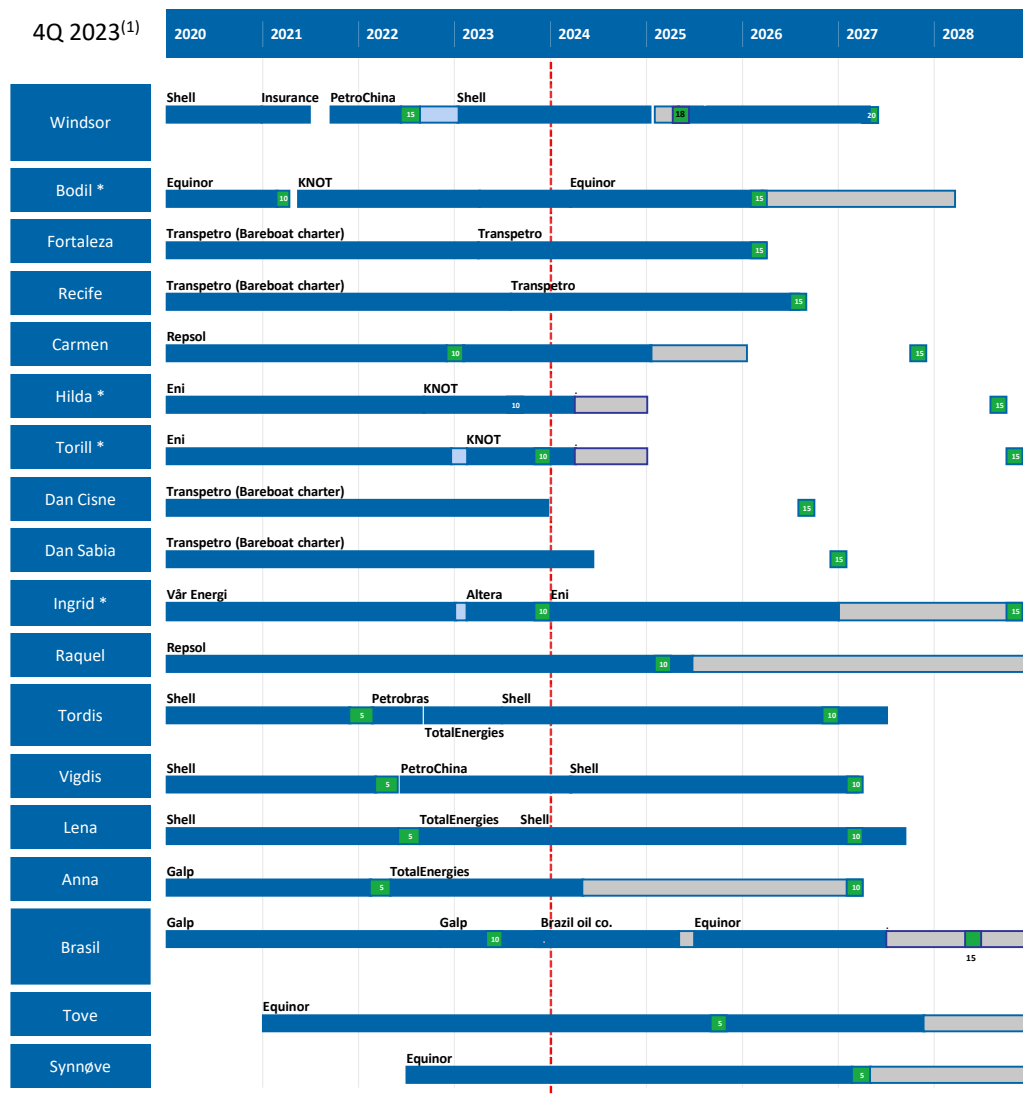 4Q 2023(1)
2020 2021 2022 2023 2024 2025 2026 2027 2028
Windsor
Shell Insurance PetroChina Shell
15 18 20
Bodil *
Equinor KNOT Equinor
10 15
Fortaleza
Transpetro (Bareboat charter) Transpetro
15
Recife
Transpetro (Bareboat charter) Transpetro
15
Carmen
Repsol
10 15
Hilda *
Eni KNOT
10 15
Torill *
Eni KNOT
10 15
Dan Cisne
Transpetro (Bareboat charter)
15
Dan Sabia
Transpetro (Bareboat charter)
15
Ingrid *
Vår Energi Altera Eni
10 15
Raquel
Repsol
10
Tordis
Shell Petrobras Shell
5 10
TotalEnergies
Vigdis
Shell PetroChina Shell
5 10
Lena
Shell TotalEnergies Shell
5 10
Anna
Galp TotalEnergies
5 10
Brasil
Galp Galp Brazil oil co. Equinor
10
15
Tove
Equinor
5
Synnøve
Equinor
5